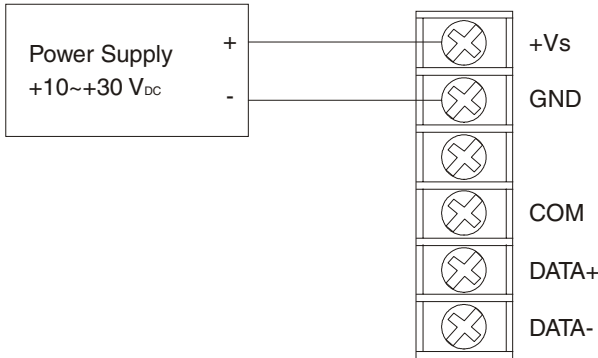 Power Supply
+10~+30 VDC
+
-
+Vs
GND
COM
DATA+
DATA-